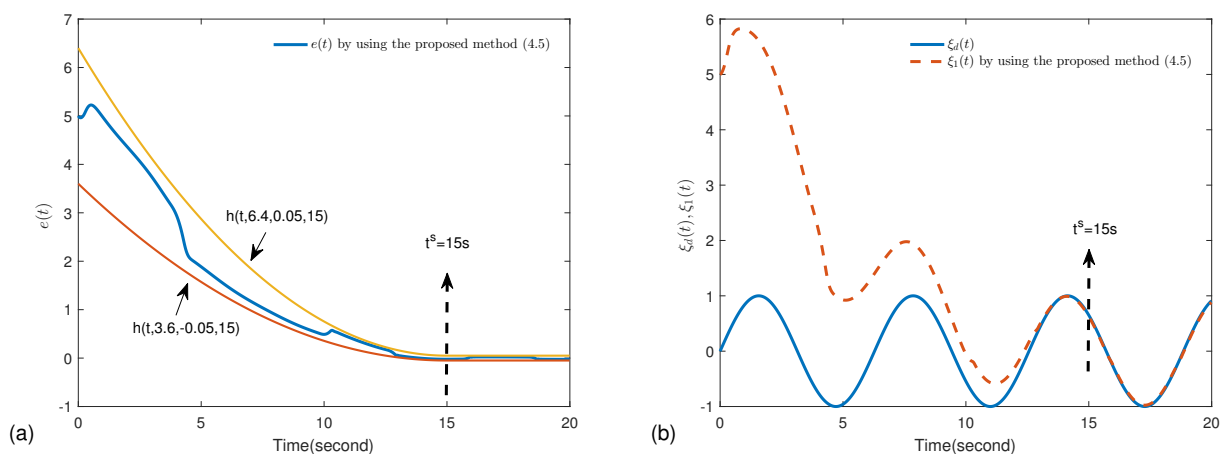 7
6
5
4
3
2
1
0
-1
e(t)
e(t) by using the proposed method (4.5)
h(t,6.4,0.05,15)
h(t,3.6,-0.05,15)
t^s=15s
0 5 10 15 20
Time(second)
(a)
6
5
4
3
2
1
0
-1
ξ_d(t), ξ_1(t)
ξ_d(t)
ξ_1(t) by using the proposed method (4.5)
t^s=15s
0 5 10 15 20
Time(second)
(b)